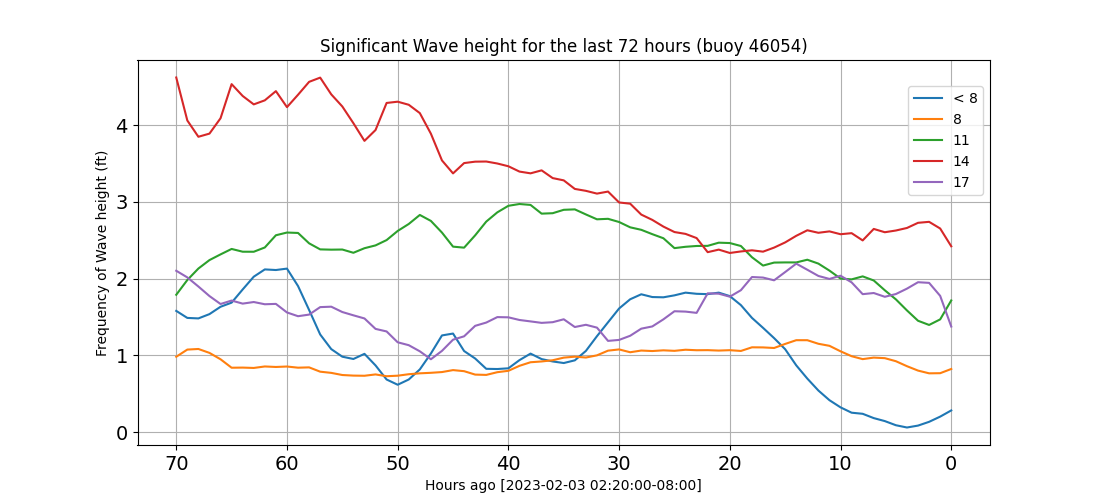 Significant Wave height for the last 72 hours (buoy 46054)
Frequency of Wave height (ft)
4
3
2
1
0
< 8
8
11
14
17
70 60 50 40 30 20 10 0
Hours ago [2023-02-03 02:20:00-08:00]